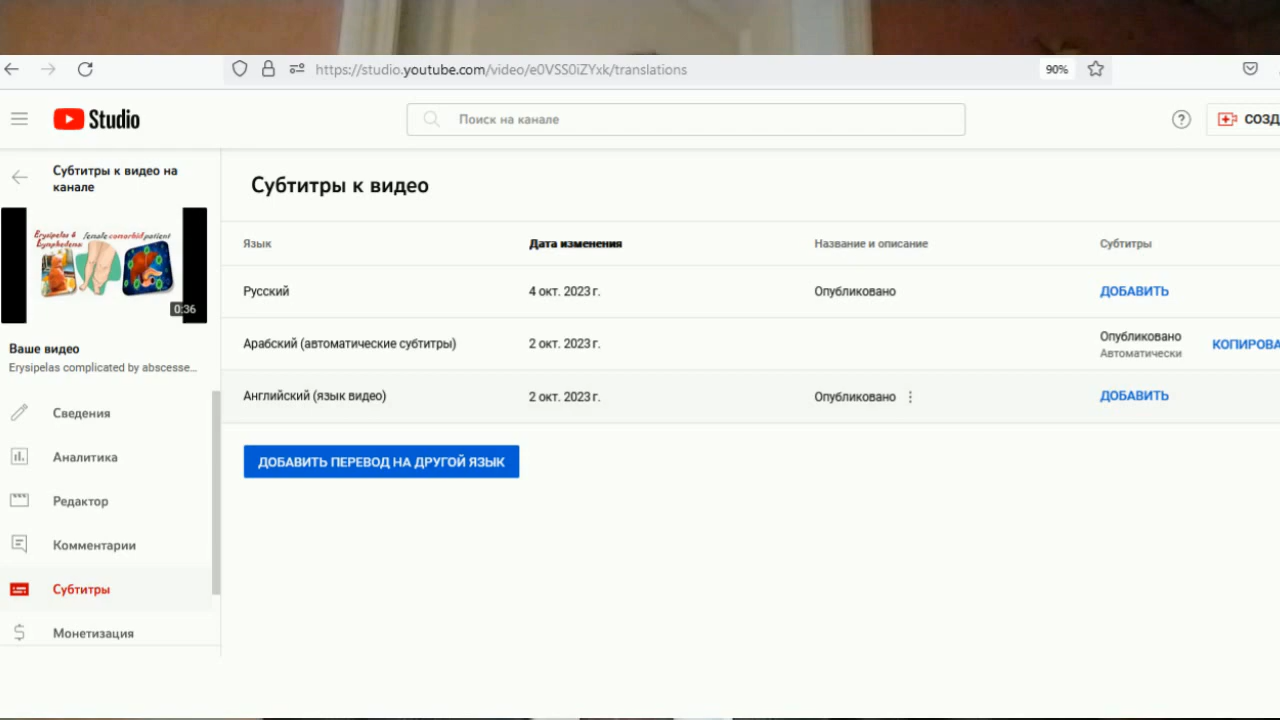 https://studio.youtube.com/video/e0VSS0iZYxk/translations
90%
Studio
Поиск на канале
?
СОЗД
Субтитры к видео на
канале
Erysipelas &
Lymphedema
female comorbid patient
0:36
Ваше видео
Erysipelas complicated by abscesse...
Сведения
Аналитика
Редактор
Комментарии
Субтитры
Монетизация
Субтитры к видео
Язык
Дата изменения
Название и описание
Субтитры
Русский
4 окт. 2023 г.
Опубликовано
ДОБАВИТЬ
Арабский (автоматические субтитры)
2 окт. 2023 г.
Опубликовано
Автоматически
КОПИРОВА
Английский (язык видео)
2 окт. 2023 г.
Опубликовано
ДОБАВИТЬ
ДОБАВИТЬ ПЕРЕВОД НА ДРУГОЙ ЯЗЫК